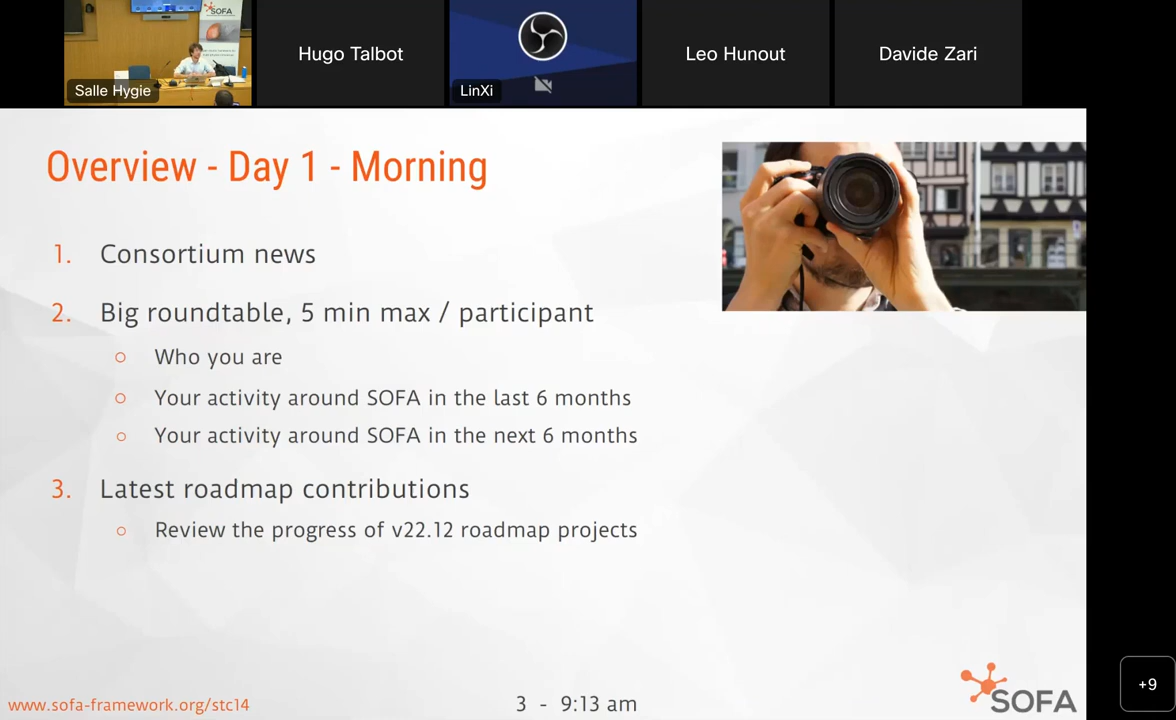 SOFA
Salle Hygie
Hugo Talbot
LinXi
Leo Hunout
Davide Zari
Overview - Day 1 - Morning
1. Consortium news
2. Big roundtable, 5 min max / participant
○ Who you are
○ Your activity around SOFA in the last 6 months
○ Your activity around SOFA in the next 6 months
3. Latest roadmap contributions
○ Review the progress of v22.12 roadmap projects
www.sofa-framework.org/stc14
3 - 9:13 am
SOFA
+9